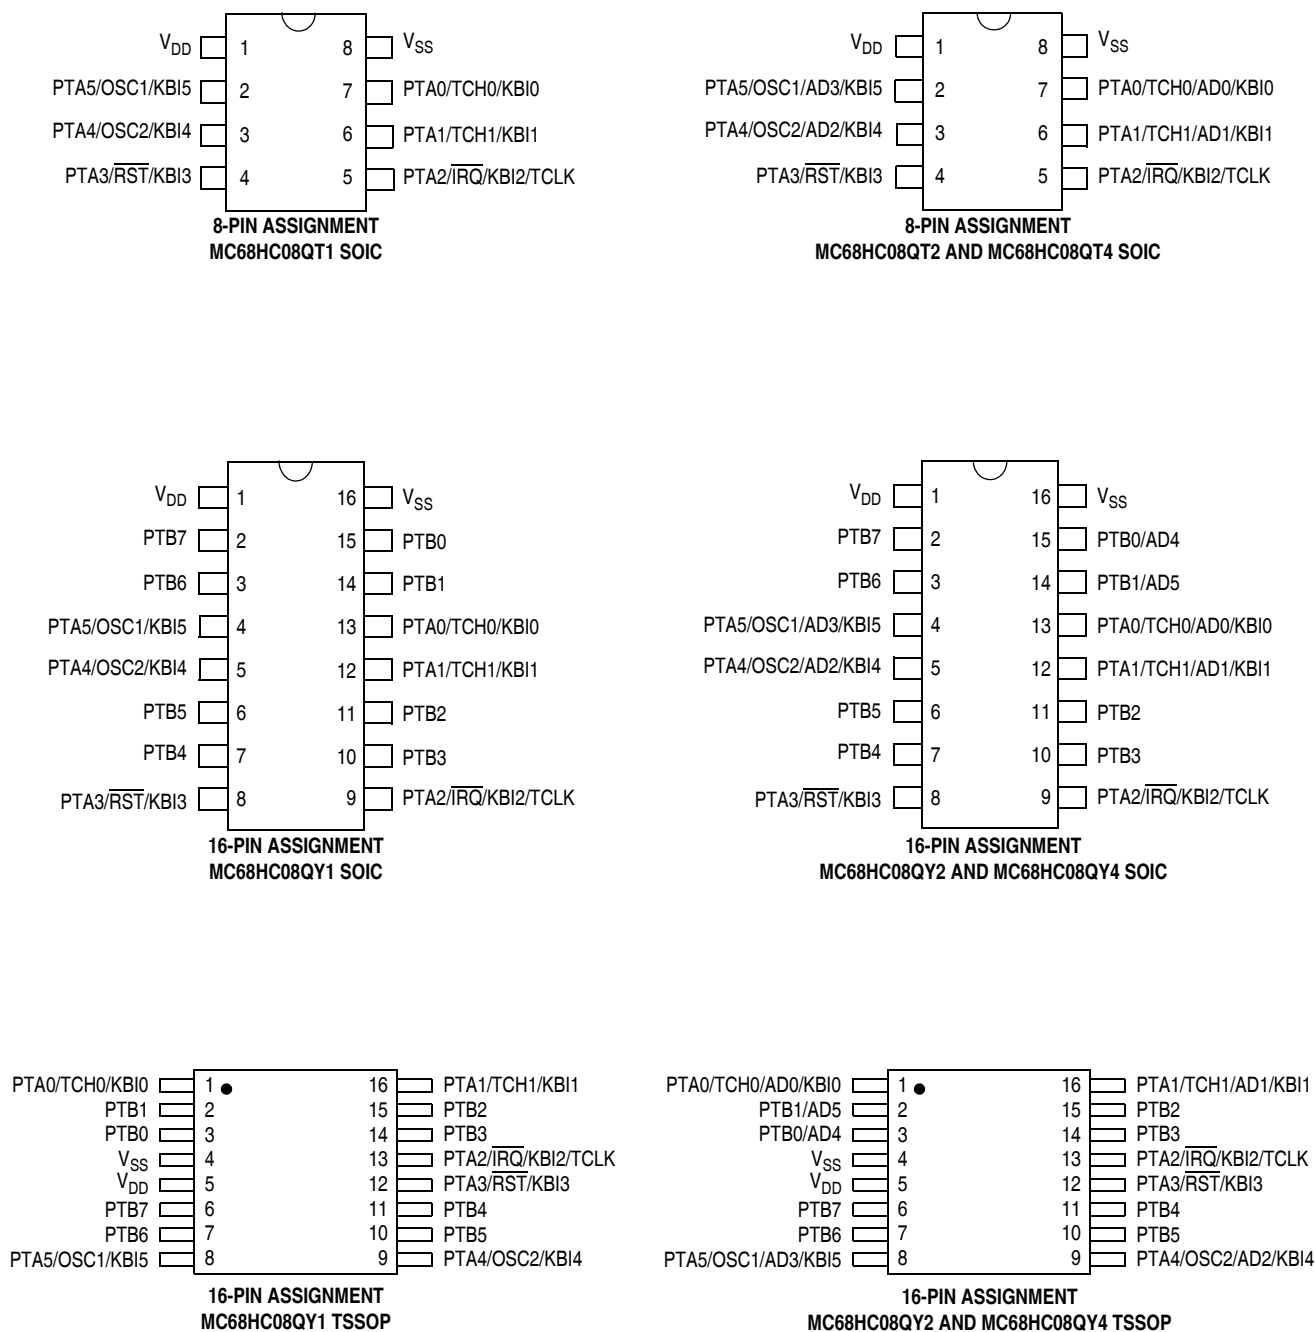 VDD 1 8 VSS
PTA5/OSC1/KBI5 2 7 PTA0/TCH0/KBI0
PTA4/OSC2/KBI4 3 6 PTA1/TCH1/KBI1
PTA3/RST/KBI3 4 5 PTA2/IRQ/KBI2/TCLK
8-PIN ASSIGNMENT
MC68HC08QT1 SOIC
VDD 1 8 VSS
PTA5/OSC1/AD3/KBI5 2 7 PTA0/TCH0/AD0/KBI0
PTA4/OSC2/AD2/KBI4 3 6 PTA1/TCH1/AD1/KBI1
PTA3/RST/KBI3 4 5 PTA2/IRQ/KBI2/TCLK
8-PIN ASSIGNMENT
MC68HC08QT2 AND MC68HC08QT4 SOIC
VDD 1 16 VSS
PTB7 2 15 PTB0
PTB6 3 14 PTB1
PTA5/OSC1/KBI5 4 13 PTA0/TCH0/KBI0
PTA4/OSC2/KBI4 5 12 PTA1/TCH1/KBI1
PTB5 6 11 PTB2
PTB4 7 10 PTB3
PTA3/RST/KBI3 8 9 PTA2/IRQ/KBI2/TCLK
16-PIN ASSIGNMENT
MC68HC08QY1 SOIC
VDD 1 16 VSS
PTB7 2 15 PTB0/AD4
PTB6 3 14 PTB1/AD5
PTA5/OSC1/AD3/KBI5 4 13 PTA0/TCH0/AD0/KBI0
PTA4/OSC2/AD2/KBI4 5 12 PTA1/TCH1/AD1/KBI1
PTB5 6 11 PTB2
PTB4 7 10 PTB3
PTA3/RST/KBI3 8 9 PTA2/IRQ/KBI2/TCLK
16-PIN ASSIGNMENT
MC68HC08QY2 AND MC68HC08QY4 SOIC
PTA0/TCH0/KBI0 1 16 PTA1/TCH1/KBI1
PTB1 2 15 PTB2
PTB0 3 14 PTB3
VSS 4 13 PTA2/IRQ/KBI2/TCLK
VDD 5 12 PTA3/RST/KBI3
PTB7 6 11 PTB4
PTB6 7 10 PTB5
PTA5/OSC1/KBI5 8 9 PTA4/OSC2/KBI4
16-PIN ASSIGNMENT
MC68HC08QY1 TSSOP
PTA0/TCH0/AD0/KBI0 1 16 PTA1/TCH1/AD1/KBI1
PTB1/AD5 2 15 PTB2
PTB0/AD4 3 14 PTB3
VSS 4 13 PTA2/IRQ/KBI2/TCLK
VDD 5 12 PTA3/RST/KBI3
PTB7 6 11 PTB4
PTB6 7 10 PTB5
PTA5/OSC1/AD3/KBI5 8 9 PTA4/OSC2/AD2/KBI4
16-PIN ASSIGNMENT
MC68HC08QY2 AND MC68HC08QY4 TSSOP